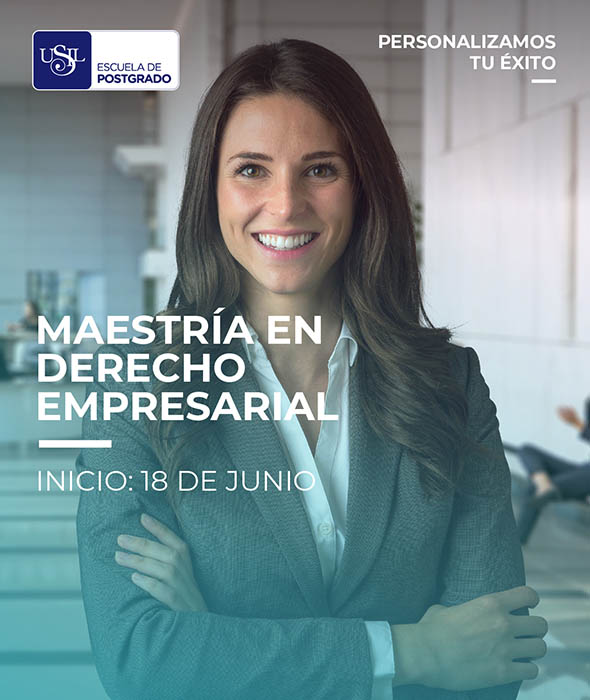 USIL
ESCUELA DE
POSTGRADO
PERSONALIZAMOS
TU ÉXITO
MAESTRÍA EN
DERECHO
EMPRESARIAL
INICIO: 18 DE JUNIO